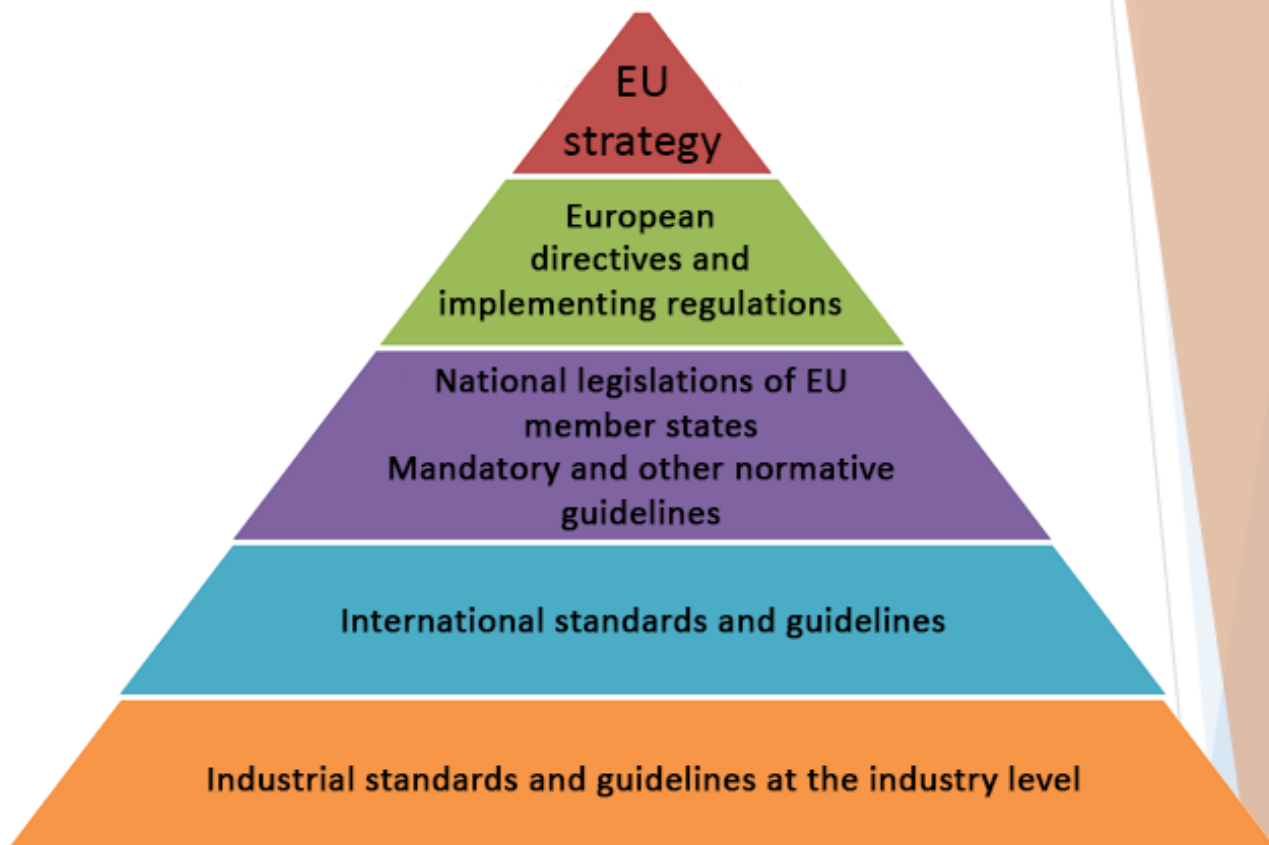 EU
strategy
European
directives and
implementing regulations
National legislations of EU
member states
Mandatory and other normative
guidelines
International standards and guidelines
Industrial standards and guidelines at the industry level